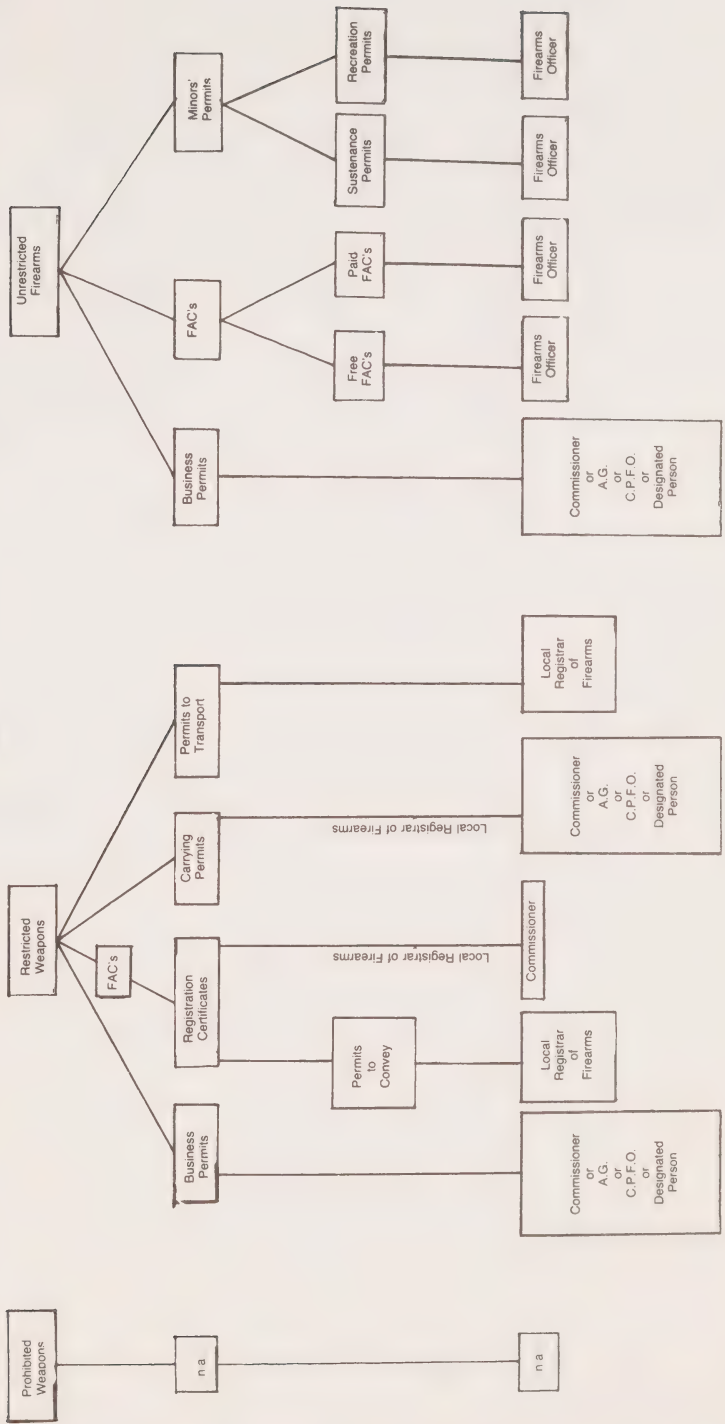 Prohibited
Weapons
n a
n a
Restricted
Weapons
FAC's
Business
Permits
Registration
Certificates
Carrying
Permits
Permits to
Transport
Permits
to
Convey
Local Registrar of Firearms
Local Registrar of Firearms
Commissioner
or
A.G.
or
C.P.F.O.
or
Designated
Person
Local
Registrar
of
Firearms
Commissioner
Commissioner
or
A.G.
or
C.P.F.O.
or
Designated
Person
Local
Registrar
of
Firearms
Unrestricted
Firearms
Business
Permits
FAC's
Minors'
Permits
Free
FAC's
Paid
FAC's
Sustenance
Permits
Recreation
Permits
Commissioner
or
A.G.
or
C.P.F.O.
or
Designated
Person
Firearms
Officer
Firearms
Officer
Firearms
Officer
Firearms
Officer